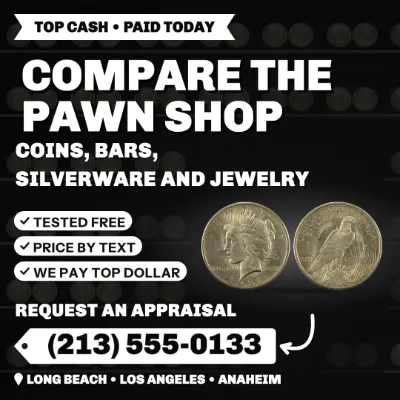 TOP CASH • PAID TODAY
COMPARE THE
PAWN SHOP
COINS, BARS,
SILVERWARE AND JEWELRY
TESTED FREE
PRICE BY TEXT
WE PAY TOP DOLLAR
REQUEST AN APPRAISAL
(213) 555-0133
LONG BEACH • LOS ANGELES • ANAHEIM